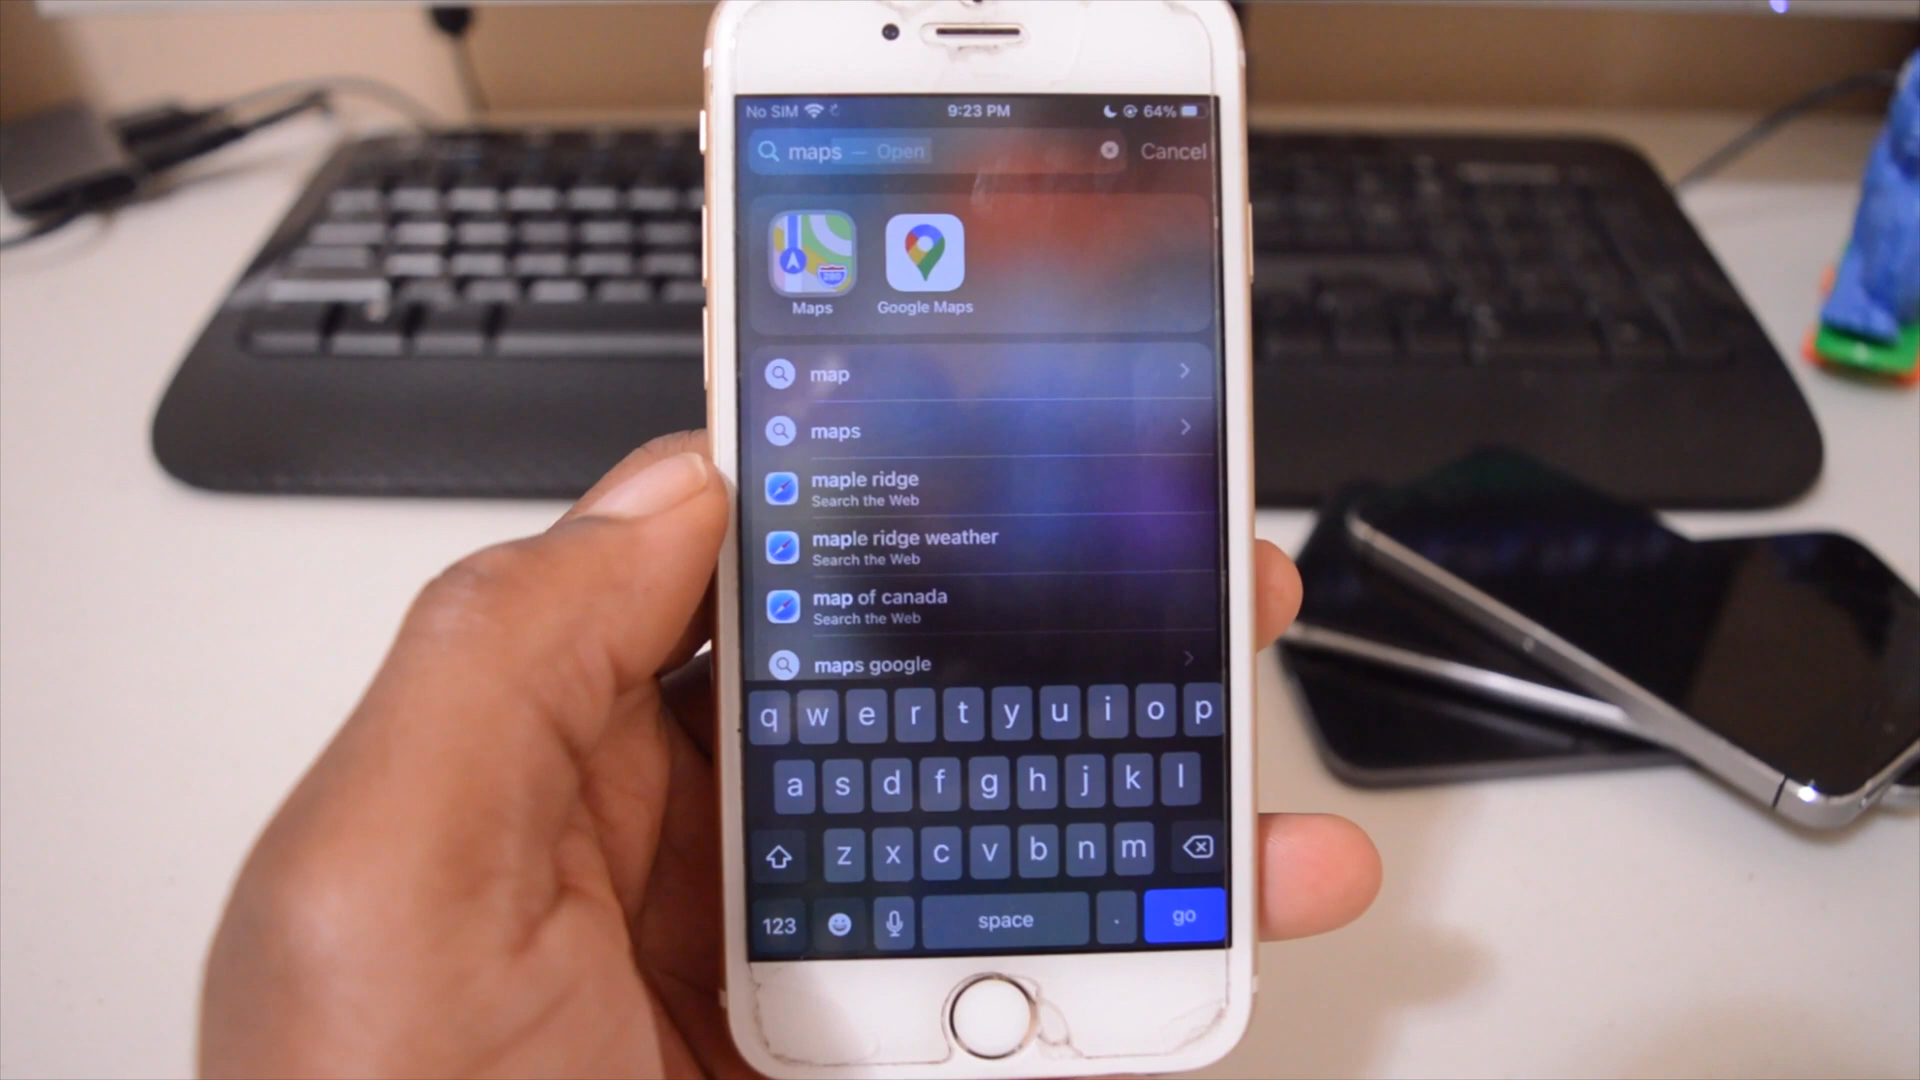 No SIM 9:23 PM 64%
maps — Open Cancel
280
Maps Google Maps
map
maps
maple ridge
Search the Web
maple ridge weather
Search the Web
map of canada
Search the Web
maps google
q w e r t y u i o p
a s d f g h j k l
z x c v b n m
123 space . go